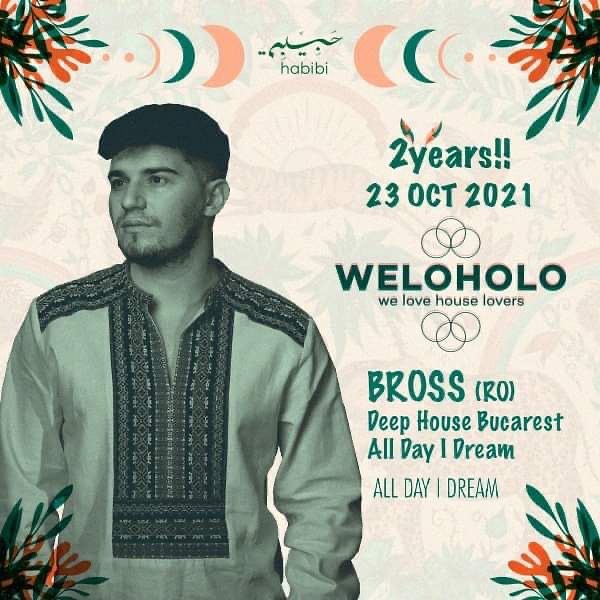 حَبِيْبِي
habibi
2years!!
23 OCT 2021
WELOHOLO
we love house lovers
BROSS (RO)
Deep House Bucarest
All Day I Dream
ALL DAY I DREAM